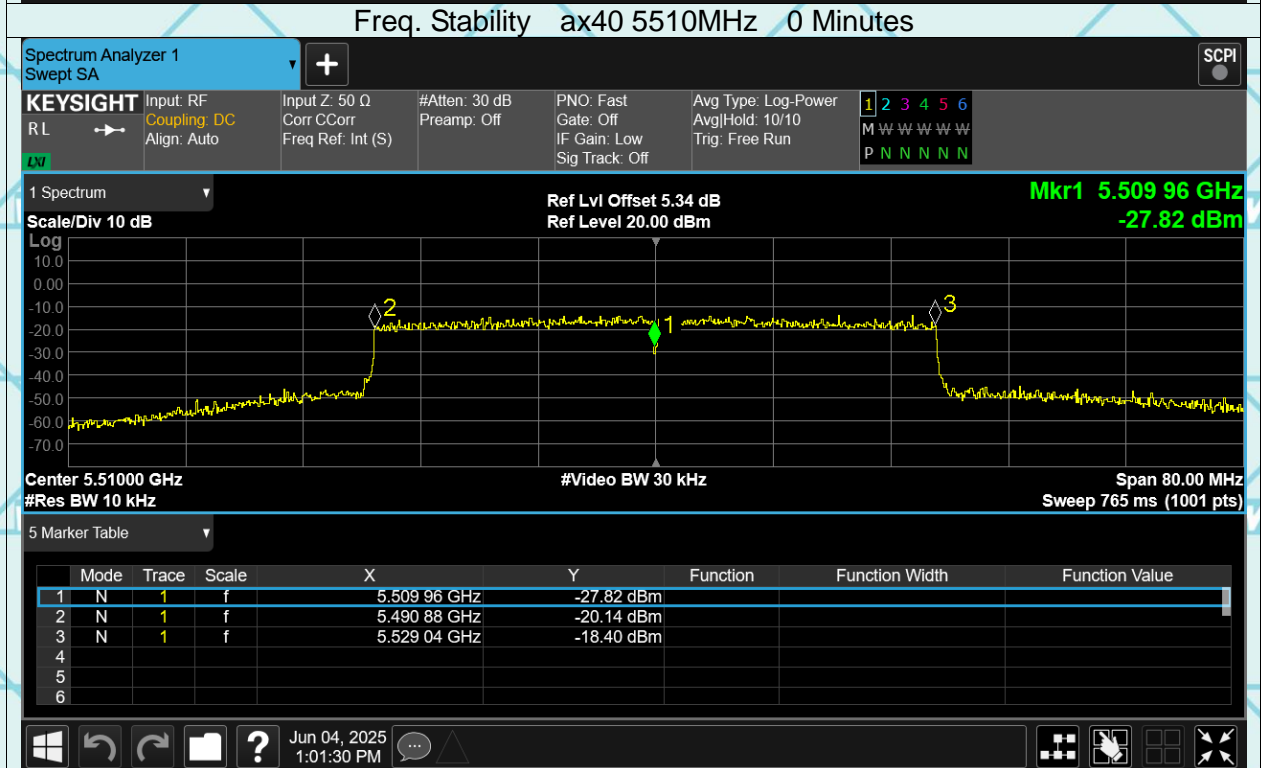 Freq. Stability ax40 5510MHz 0 Minutes
Spectrum Analyzer 1
Swept SA
+
SCPI
KEYSIGHT
RL
LXI
Input: RF
Coupling: DC
Align: Auto
Input Z: 50 Ω
Corr CCorr
Freq Ref: Int (S)
#Atten: 30 dB
Preamp: Off
PNO: Fast
Gate: Off
IF Gain: Low
Sig Track: Off
Avg Type: Log-Power
Avg|Hold: 10/10
Trig: Free Run
1 2 3 4 5 6
M W W W W W W
P N N N N N N
1 Spectrum
Scale/Div 10 dB
Ref Lvl Offset 5.34 dB
Ref Level 20.00 dBm
Mkr1 5.509 96 GHz
-27.82 dBm
Log
10.0
0.00
-10.0
-20.0
-30.0
-40.0
-50.0
-60.0
-70.0
2
1
3
Center 5.51000 GHz
#Res BW 10 kHz
#Video BW 30 kHz
Span 80.00 MHz
Sweep 765 ms (1001 pts)
5 Marker Table
Mode Trace Scale X Y Function Function Width Function Value
1 N 1 f 5.509 96 GHz -27.82 dBm
2 N 1 f 5.490 88 GHz -20.14 dBm
3 N 1 f 5.529 04 GHz -18.40 dBm
4
5
6
?
Jun 04, 2025
1:01:30 PM